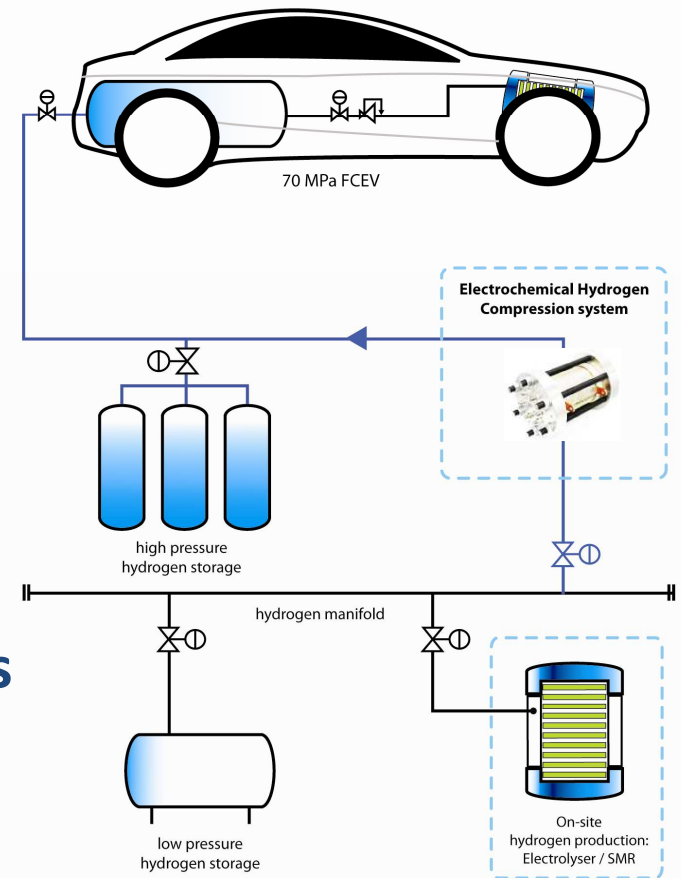 70 MPa FCEV
Electrochemical Hydrogen
Compression system
high pressure
hydrogen storage
hydrogen manifold
s
low pressure
hydrogen storage
On-site
hydrogen production:
Electrolyser / SMR